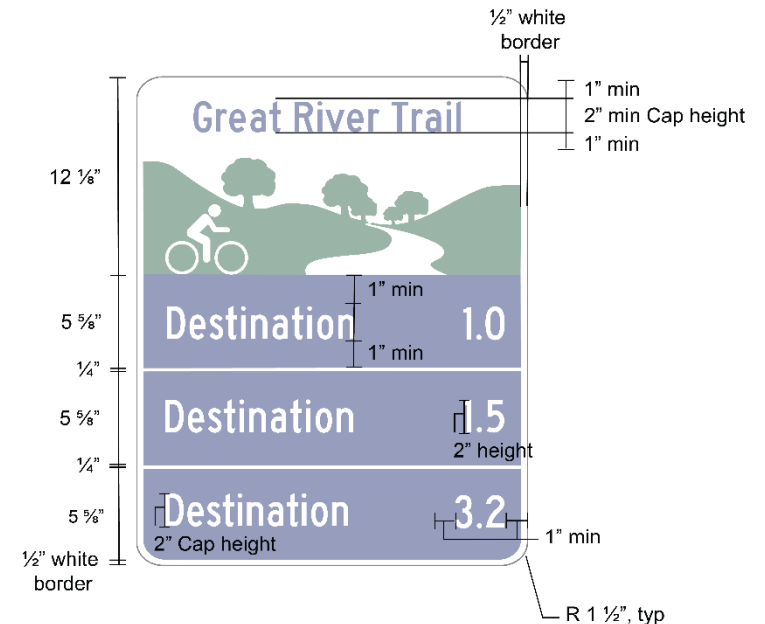 ½” white
border
1” min
2” min Cap height
1” min
Great River Trail
12 ⅛”
1” min
5 ⅝”
Destination 1.0
1” min
¼”
5 ⅝”
Destination 1.5
2” height
¼”
5 ⅝”
Destination 3.2
2” Cap height
1” min
½” white
border
R 1 ½”, typ